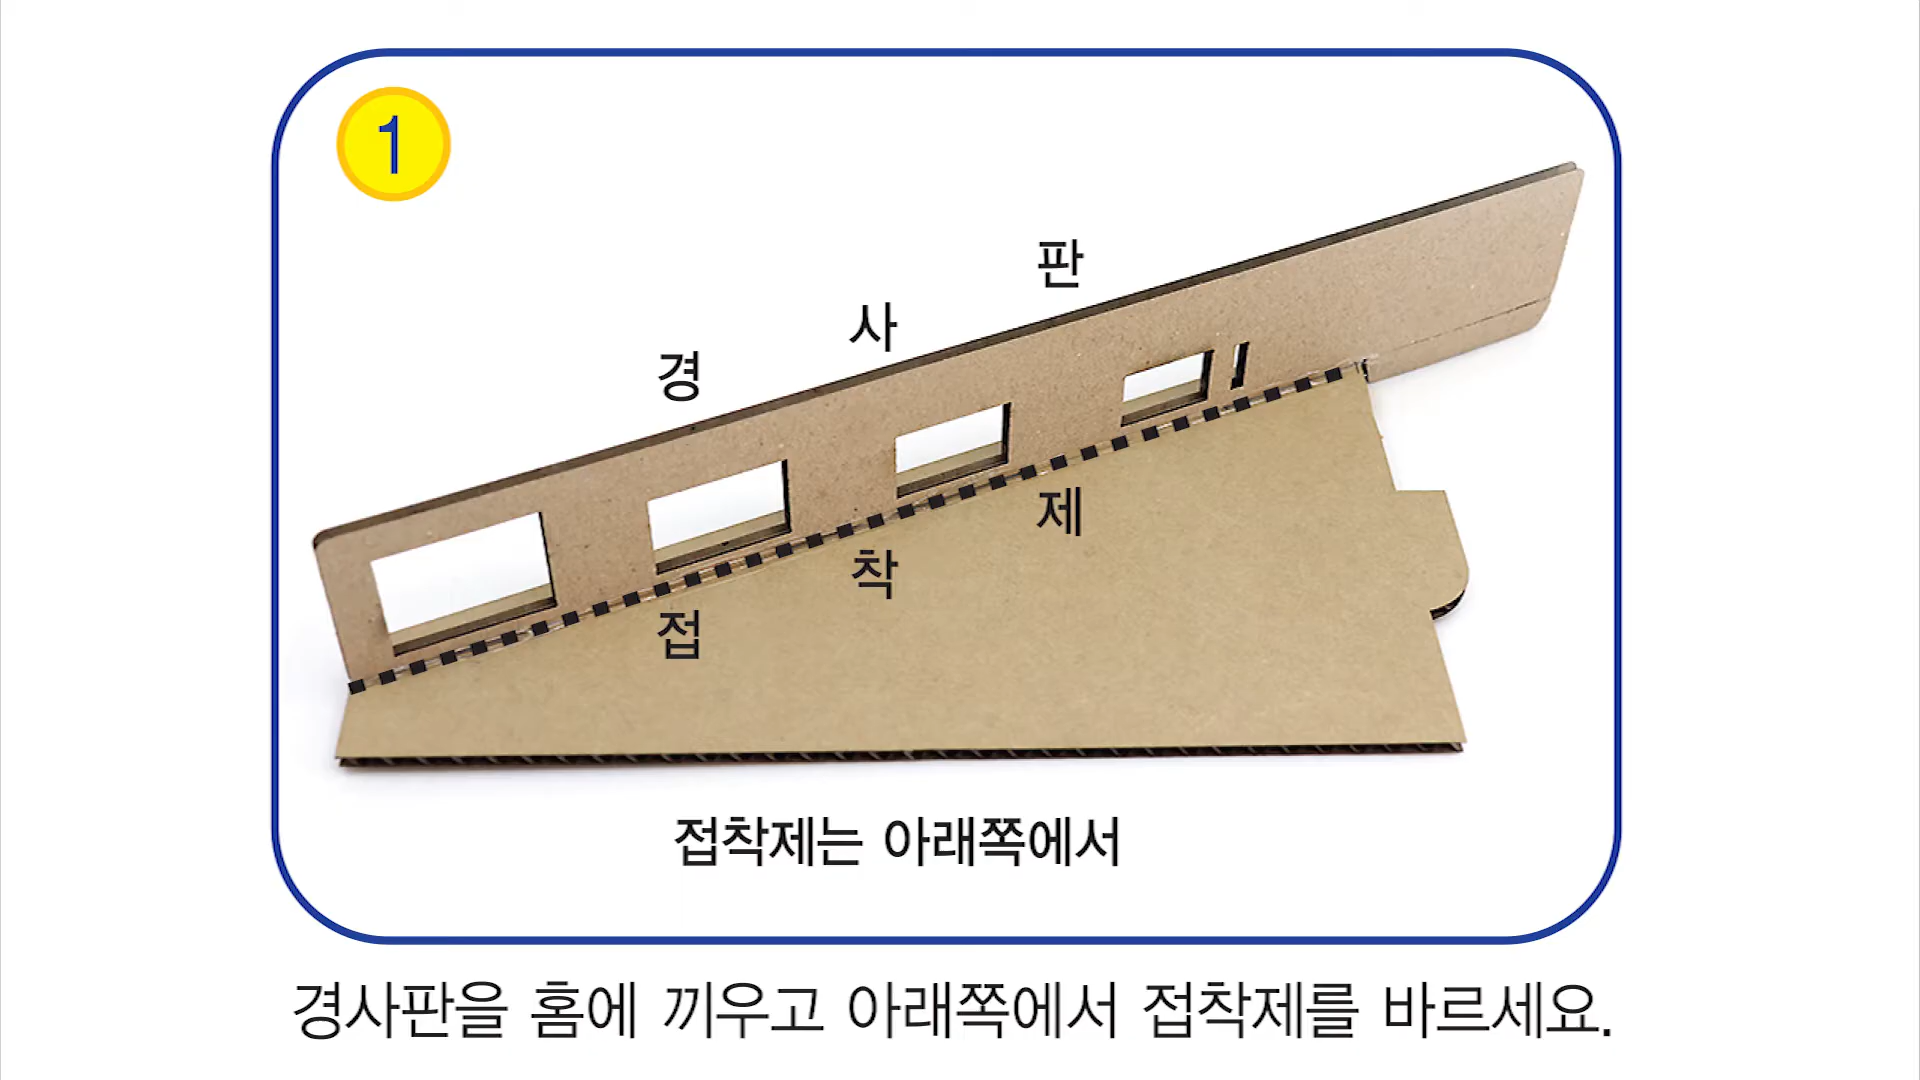 1
경사판
접착제
접착제는 아래쪽에서
경사판을 홈에 끼우고 아래쪽에서 접착제를 바르세요.